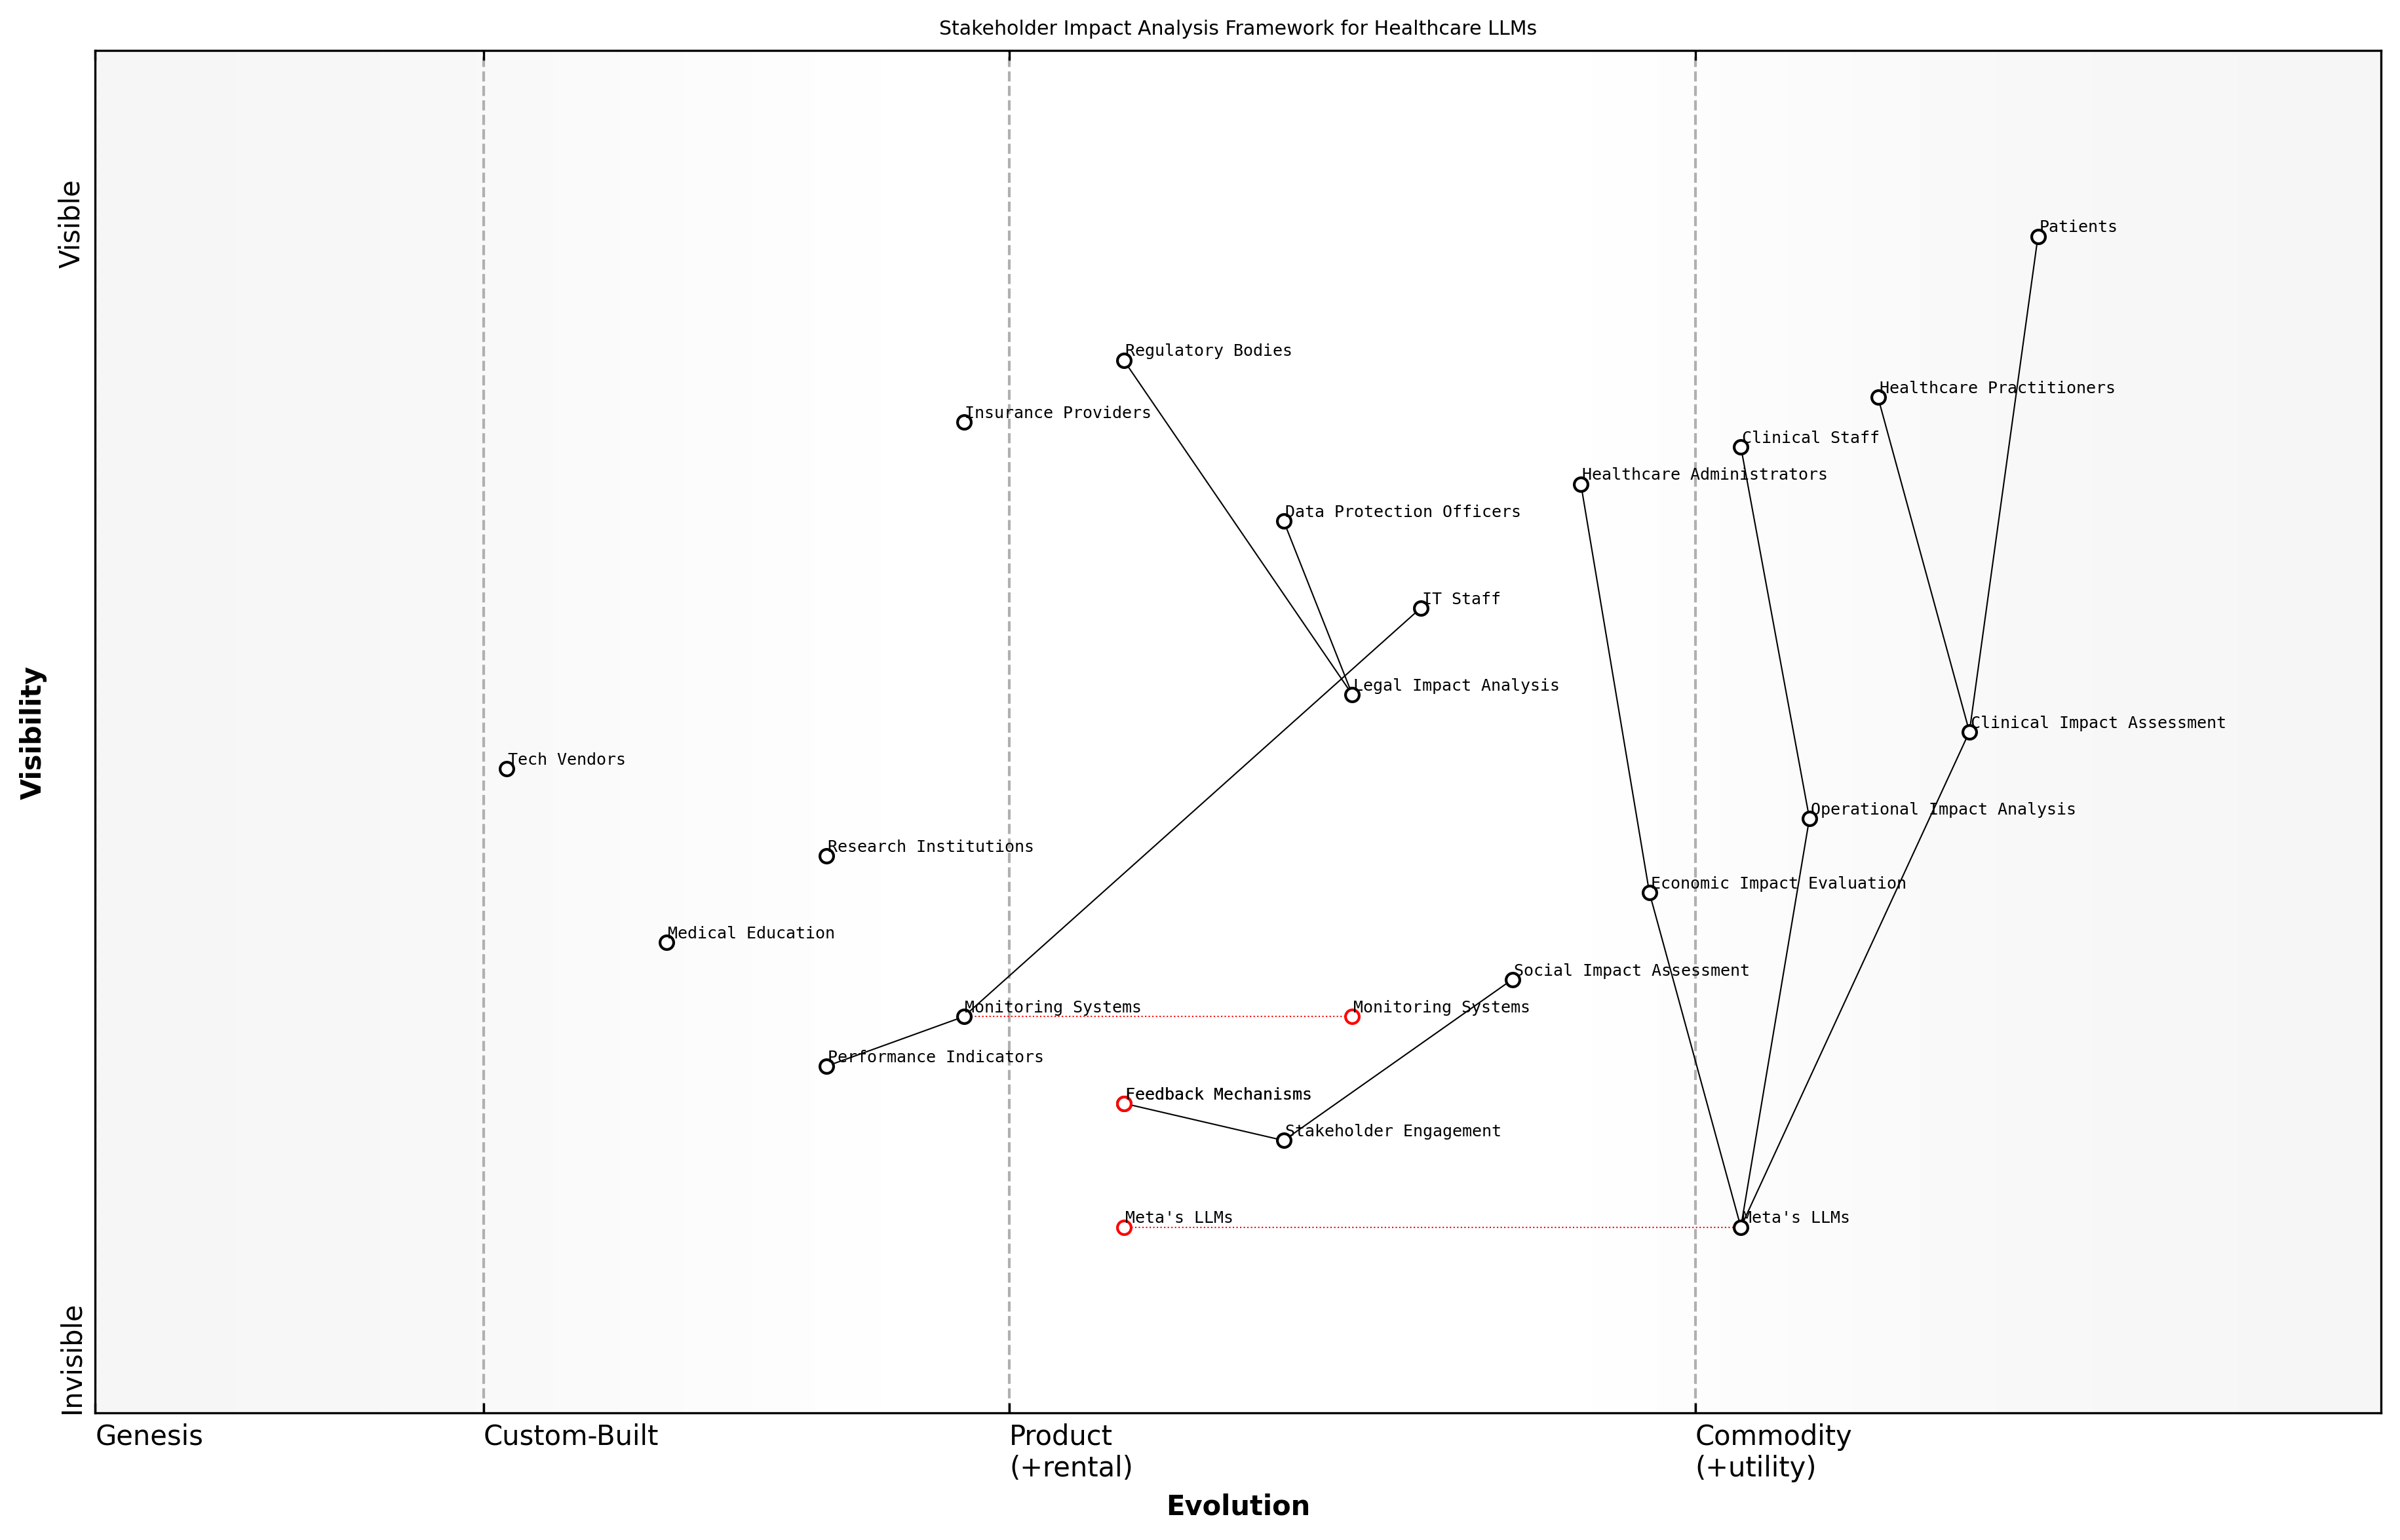 Stakeholder Impact Analysis Framework for Healthcare LLMs
Visible
Patients
Regulatory Bodies
Healthcare Practitioners
Insurance Providers
Clinical Staff
Healthcare Administrators
Data Protection Officers
IT Staff
Legal Impact Analysis
Clinical Impact Assessment
Visibility
Tech Vendors
Operational Impact Analysis
Research Institutions
Economic Impact Evaluation
Medical Education
Social Impact Assessment
Monitoring Systems
Monitoring Systems
Performance Indicators
Feedback Mechanisms
Stakeholder Engagement
Meta's LLMs
Meta's LLMs
Invisible
Genesis
Custom-Built
Product
(+rental)
Commodity
(+utility)
Evolution